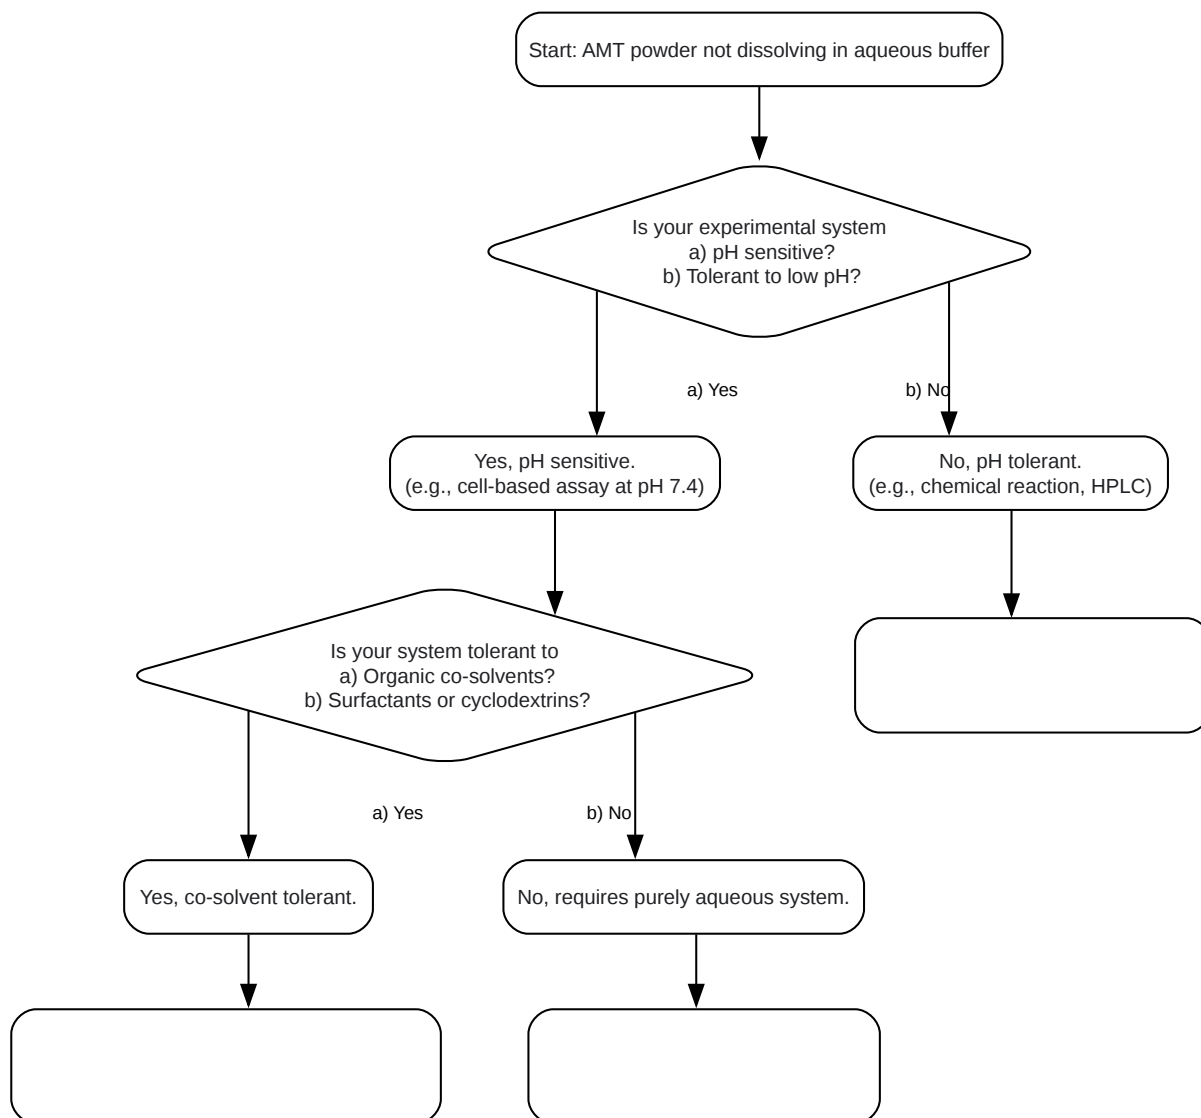 Start: AMT powder not dissolving in aqueous buffer
Is your experimental system
a) pH sensitive?
b) Tolerant to low pH?
a) Yes
b) No
Yes, pH sensitive.
(e.g., cell-based assay at pH 7.4)
No, pH tolerant.
(e.g., chemical reaction, HPLC)
Is your system tolerant to
a) Organic co-solvents?
b) Surfactants or cyclodextrins?
a) Yes
b) No
Yes, co-solvent tolerant.
No, requires purely aqueous system.